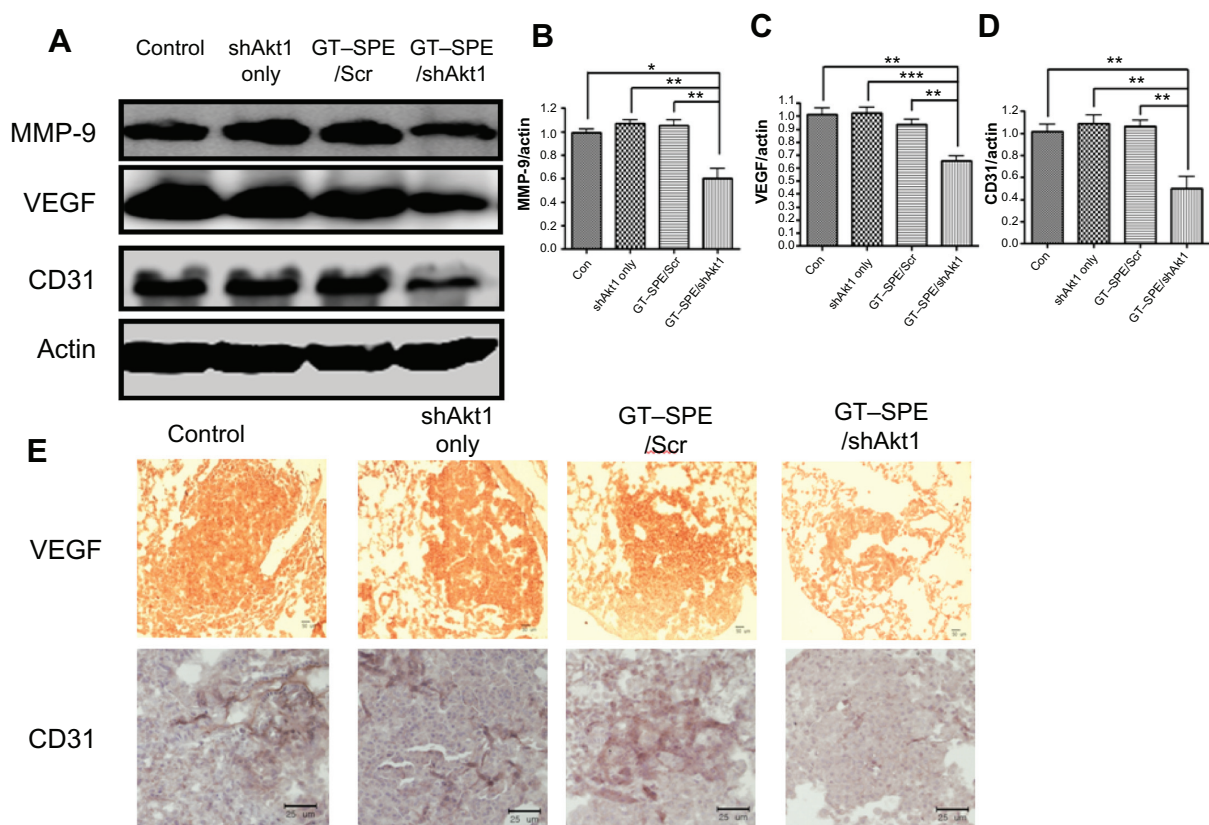 A
Control
shAkt1
only
GT–SPE
/Scr
GT–SPE
/shAkt1
MMP-9
VEGF
CD31
Actin
B
*
**
**
MMP-9/actin
1.2
1.0
0.8
0.6
0.4
0.2
0.0
Con
shAkt1 only
GT–SPE/Scr
GT–SPE/shAkt1
C
**
***
**
VEGF/actin
1.1
1
0.9
0.8
0.7
0.6
0.5
0.4
0.3
0.2
0.1
0.0
Con
shAkt1 only
GT–SPE/Scr
GT–SPE/shAkt1
D
**
**
**
CD31/actin
1.2
1.0
0.8
0.6
0.4
0.2
0.0
Con
shAkt1 only
GT–SPE/Scr
GT–SPE/shAkt1
E
Control
shAkt1
only
GT–SPE
/Scr
GT–SPE
/shAkt1
VEGF
CD31
25 um
25 um
25 um
25 um